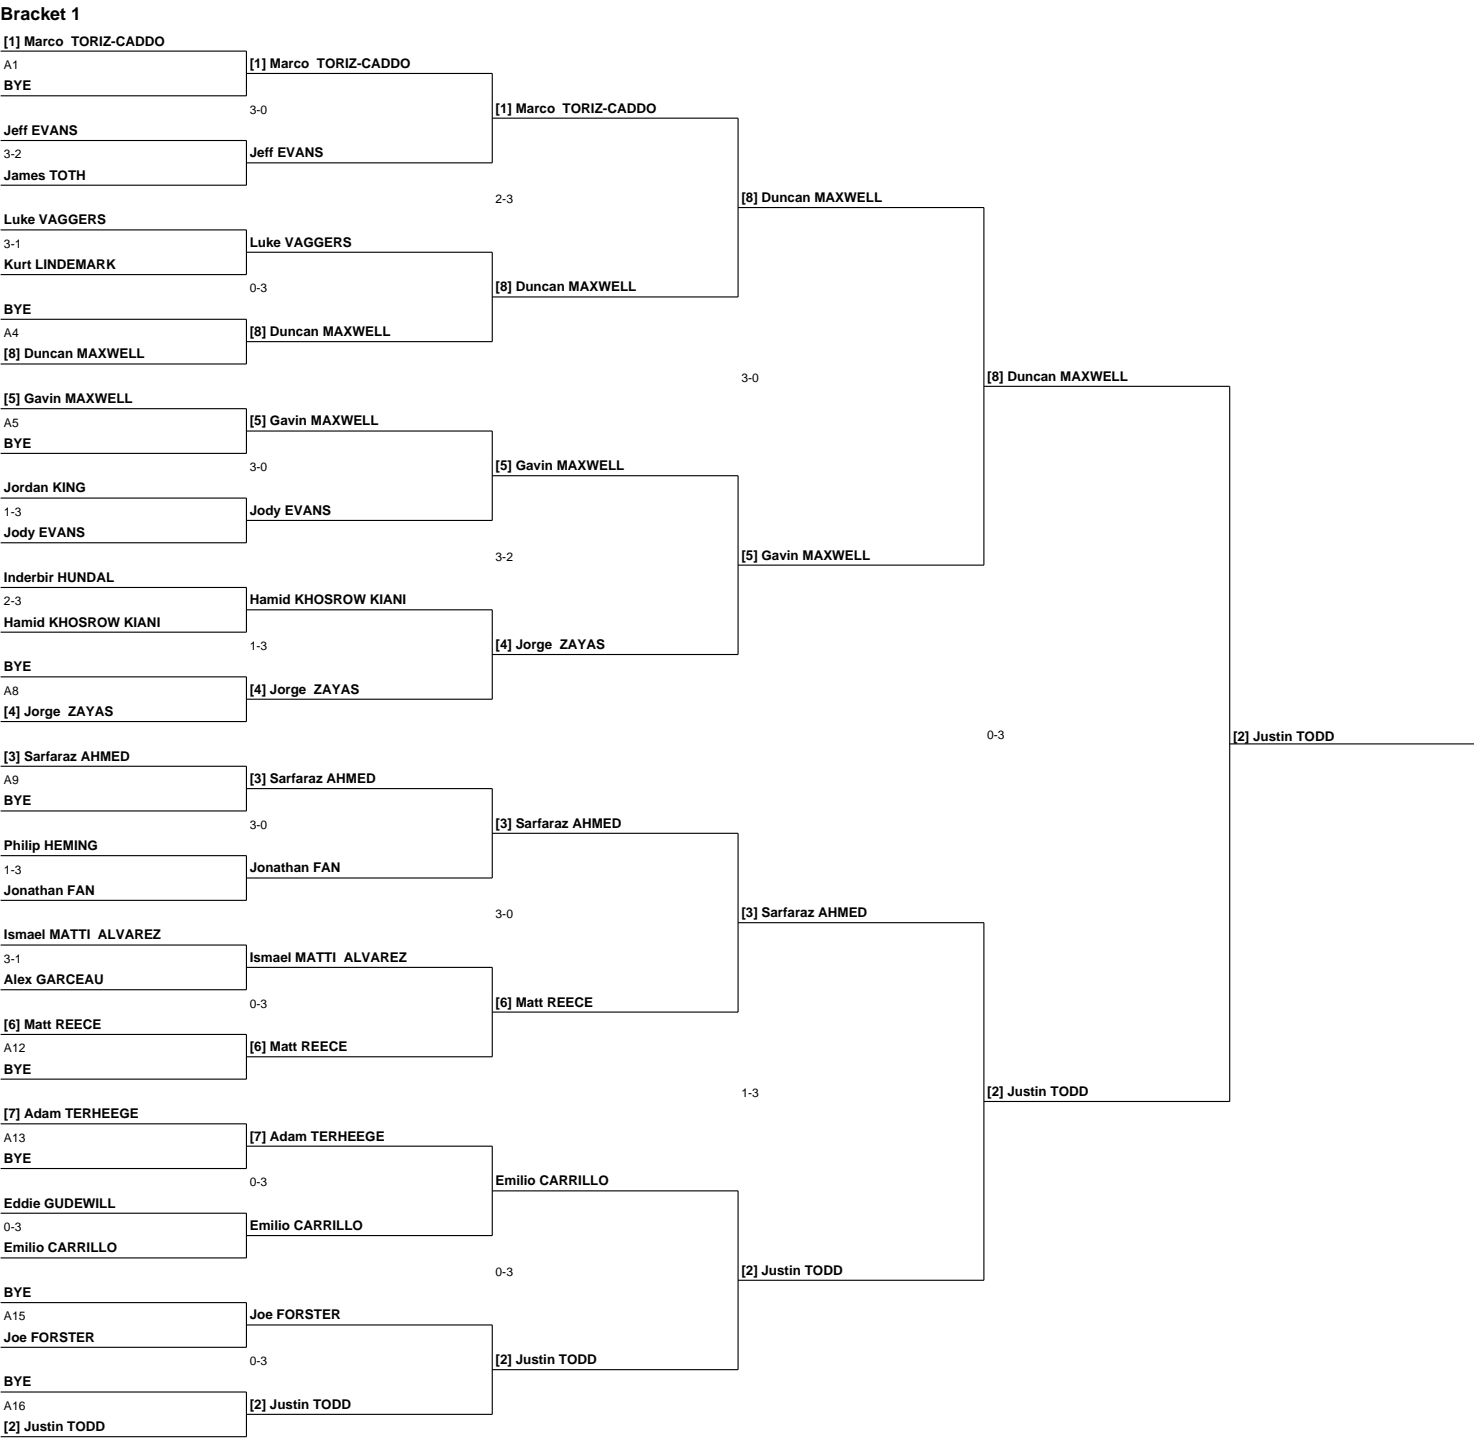 Bracket 1
[1] Marco  TORIZ-CADDO
A1
BYE
Jeff EVANS
3-2
James TOTH
Luke VAGGERS
3-1
Kurt LINDEMARK
BYE
A4
[8] Duncan MAXWELL
[5] Gavin MAXWELL
A5
BYE
Jordan KING
1-3
Jody EVANS
Inderbir HUNDAL
2-3
Hamid KHOSROW KIANI
BYE
A8
[4] Jorge  ZAYAS
[3] Sarfaraz AHMED
A9
BYE
Philip HEMING
1-3
Jonathan FAN
Ismael MATTI  ALVAREZ
3-1
Alex GARCEAU
[6] Matt REECE
A12
BYE
[7] Adam TERHEEGE
A13
BYE
Eddie GUDEWILL
0-3
Emilio CARRILLO
BYE
A15
Joe FORSTER
BYE
A16
[2] Justin TODD
[1] Marco  TORIZ-CADDO
3-0
Jeff EVANS
Luke VAGGERS
0-3
[8] Duncan MAXWELL
[5] Gavin MAXWELL
3-0
Jody EVANS
Hamid KHOSROW KIANI
1-3
[4] Jorge  ZAYAS
[3] Sarfaraz AHMED
3-0
Jonathan FAN
Ismael MATTI  ALVAREZ
0-3
[6] Matt REECE
[7] Adam TERHEEGE
0-3
Emilio CARRILLO
Joe FORSTER
0-3
[2] Justin TODD
[1] Marco  TORIZ-CADDO
2-3
[8] Duncan MAXWELL
[5] Gavin MAXWELL
3-2
[4] Jorge  ZAYAS
[3] Sarfaraz AHMED
3-0
[6] Matt REECE
Emilio CARRILLO
0-3
[2] Justin TODD
[8] Duncan MAXWELL
3-0
[5] Gavin MAXWELL
[3] Sarfaraz AHMED
1-3
[2] Justin TODD
[8] Duncan MAXWELL
0-3
[2] Justin TODD
[2] Justin TODD